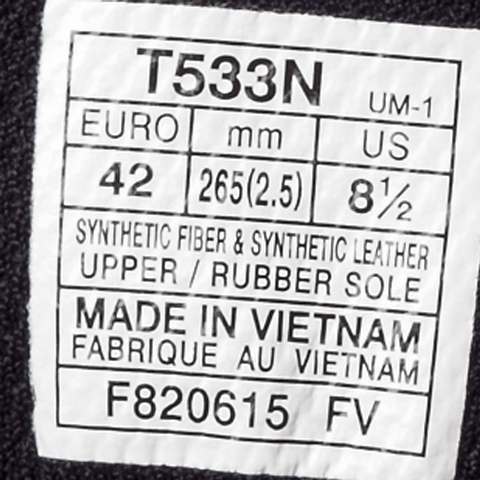 T533N UM-1
EURO mm US
42 265(2.5) 8½
SYNTHETIC FIBER & SYNTHETIC LEATHER
UPPER / RUBBER SOLE
MADE IN VIETNAM
FABRIQUE AU VIETNAM
F820615 FV